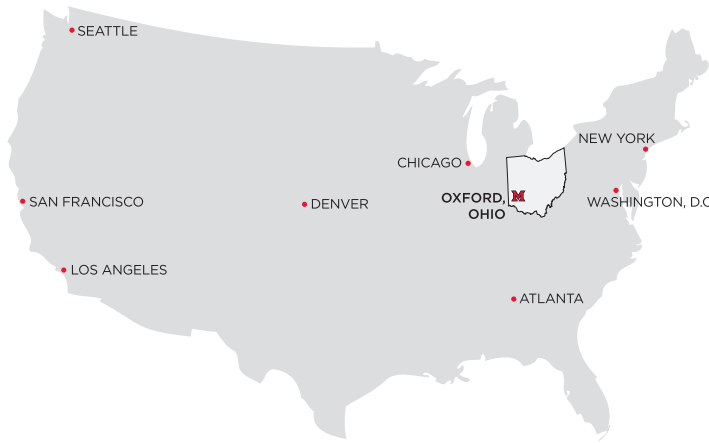 SEATTLE
NEW YORK
CHICAGO
OXFORD,
OHIO
M
SAN FRANCISCO
DENVER
WASHINGTON, D.C
LOS ANGELES
ATLANTA